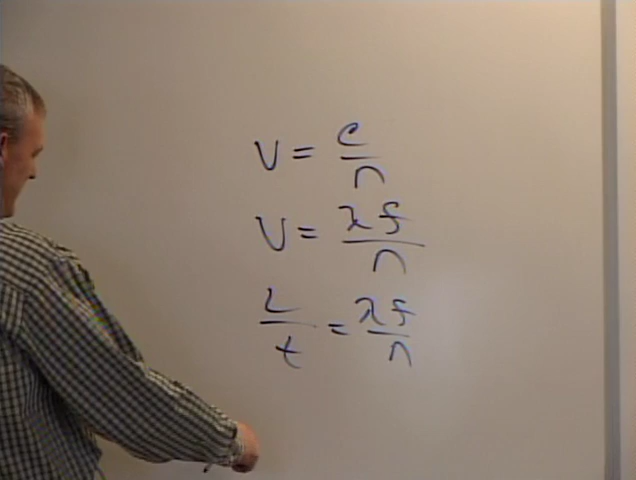 V = c/n
V = λf/n
L/t = λf/n